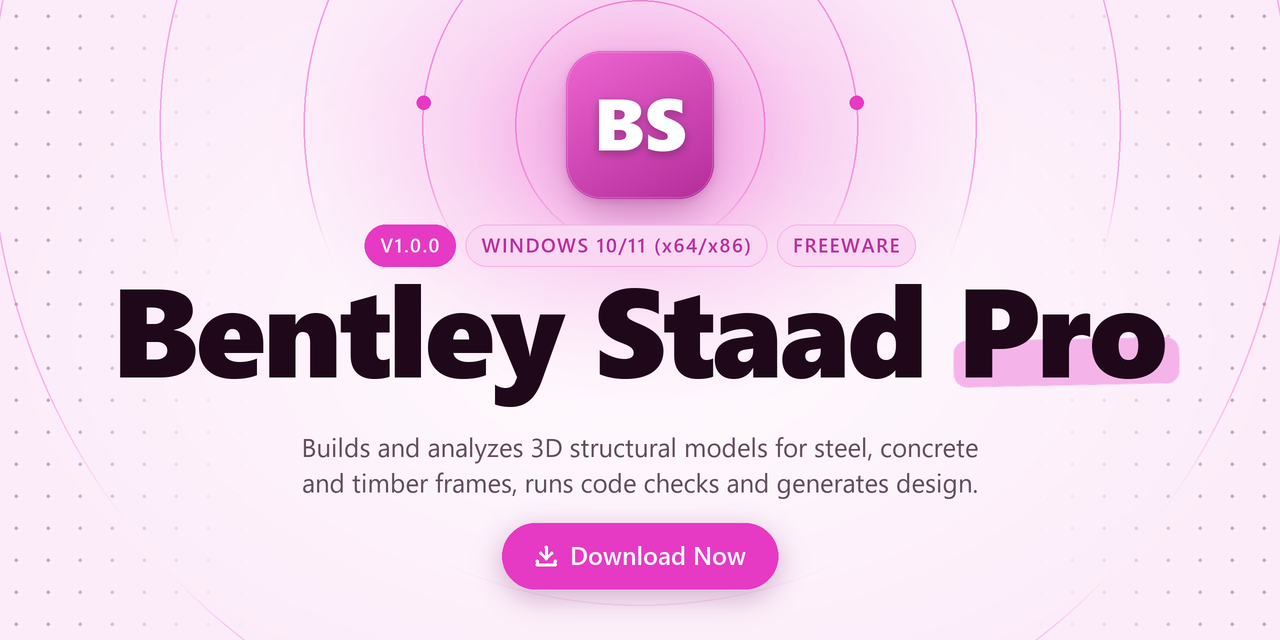 BS
V1.0.0
WINDOWS 10/11 (x64/x86)
FREEWARE
Bentley Staad Pro
Builds and analyzes 3D structural models for steel, concrete
and timber frames, runs code checks and generates design.
Download Now